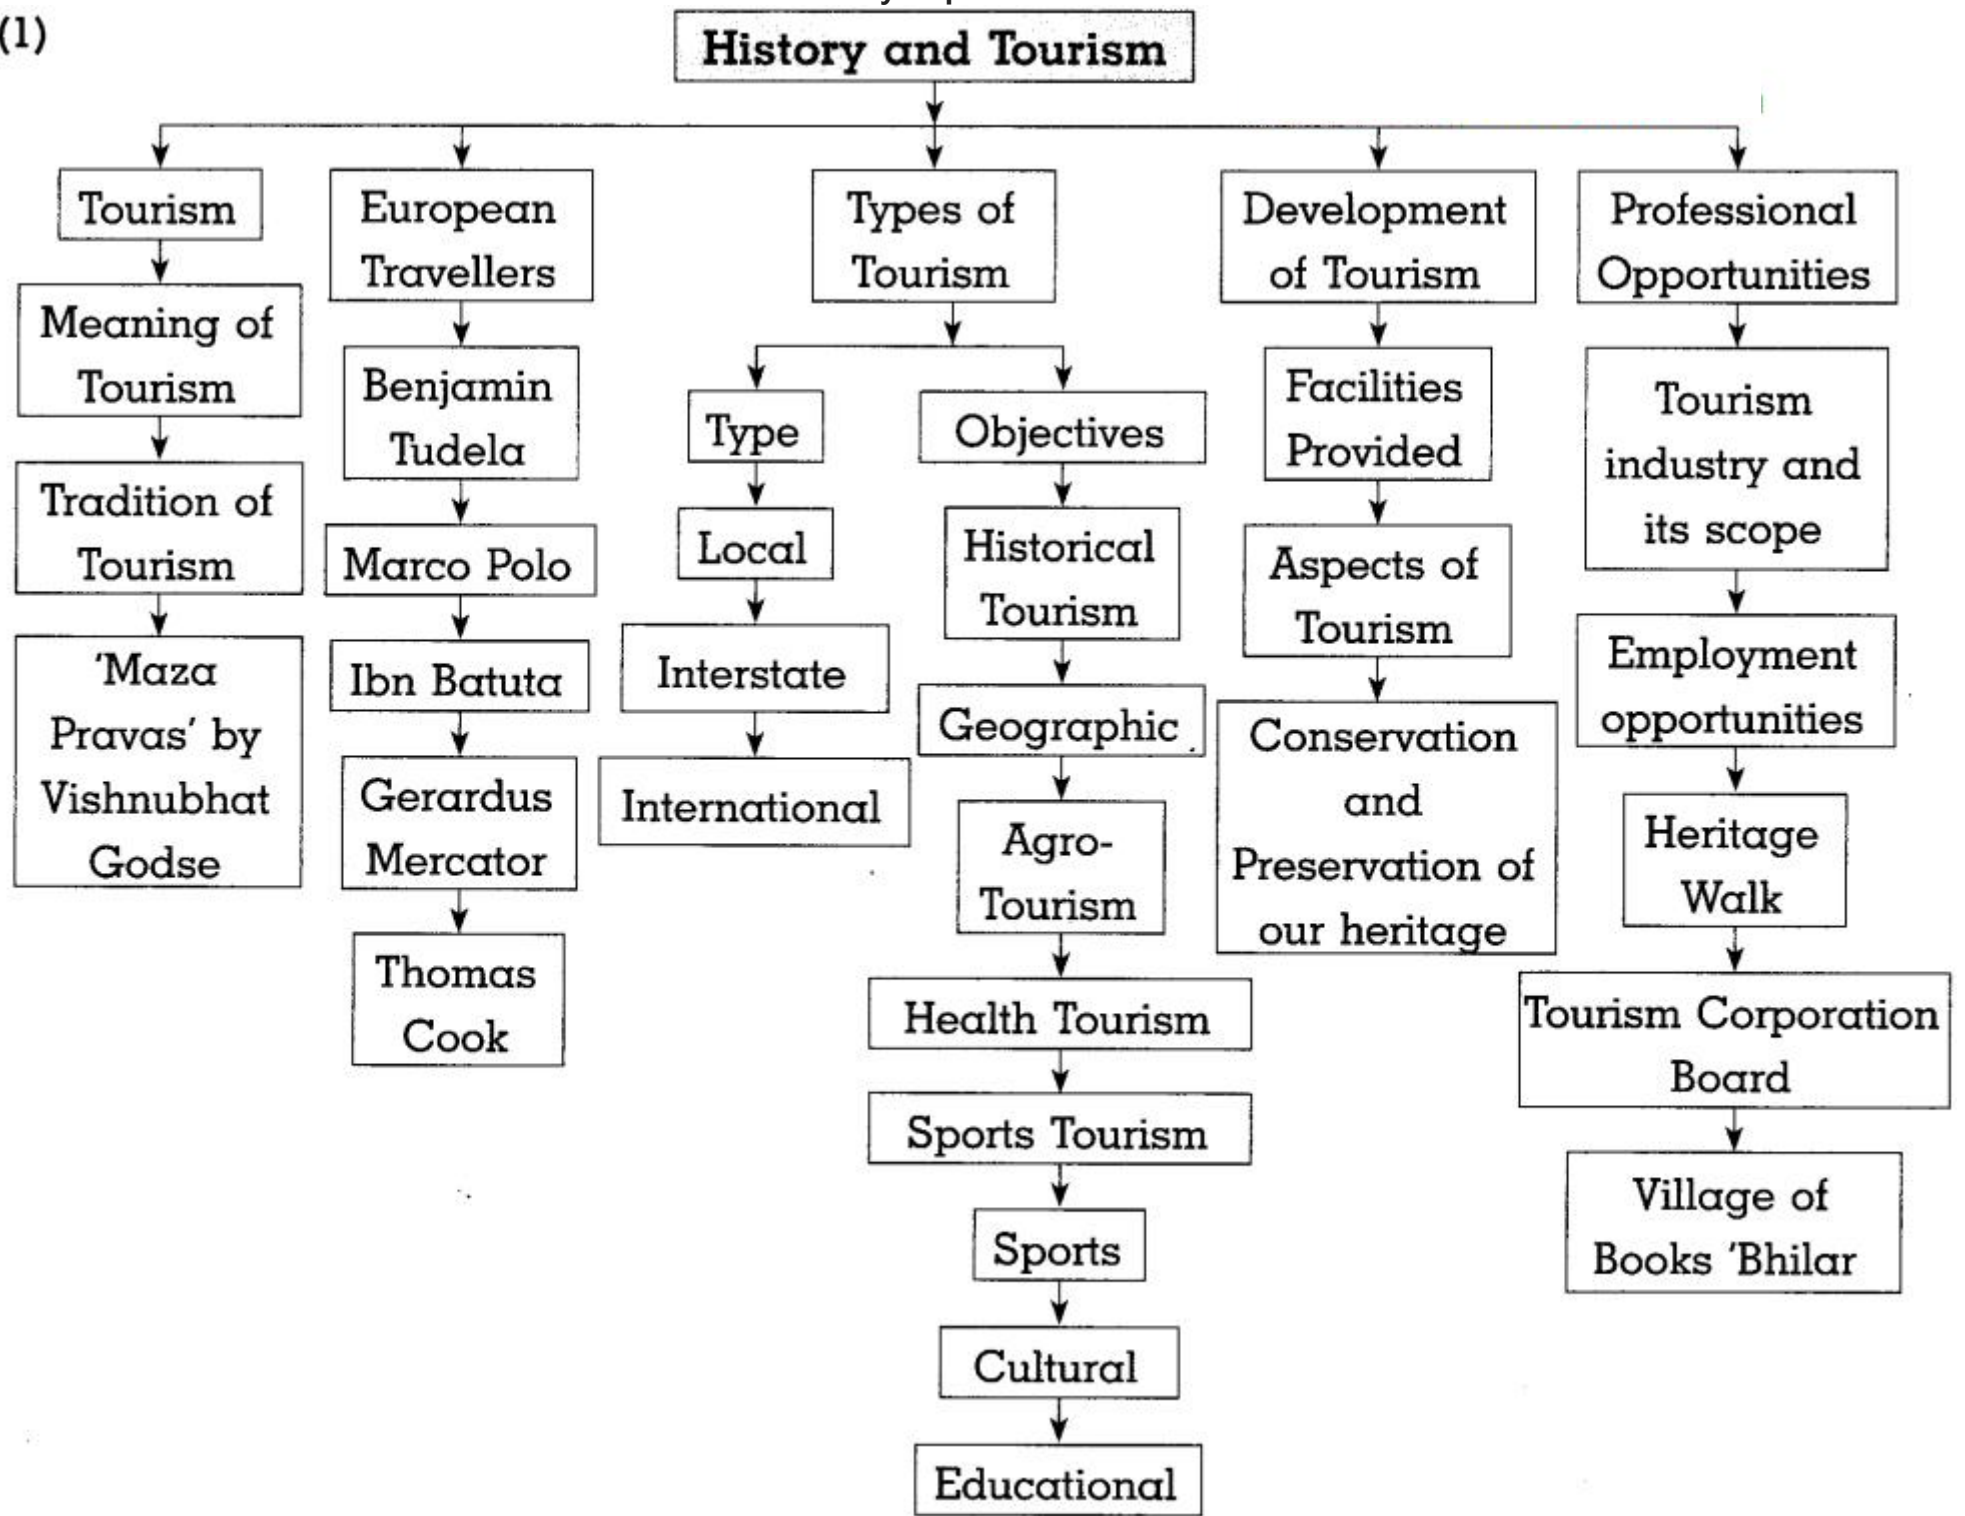 (1)
History and Tourism
Tourism
Meaning of
Tourism
Tradition of
Tourism
'Maza
Pravas' by
Vishnubhat
Godse
European
Travellers
Benjamin
Tudela
Marco Polo
Ibn Batuta
Gerardus
Mercator
Thomas
Cook
Types of
Tourism
Type
Local
Interstate
International
Objectives
Historical
Tourism
Geographic
Agro-
Tourism
Health Tourism
Sports Tourism
Sports
Cultural
Educational
Development
of Tourism
Facilities
Provided
Aspects of
Tourism
Conservation
and
Preservation of
our heritage
Professional
Opportunities
Tourism
industry and
its scope
Employment
opportunities
Heritage
Walk
Tourism Corporation
Board
Village of
Books 'Bhilar